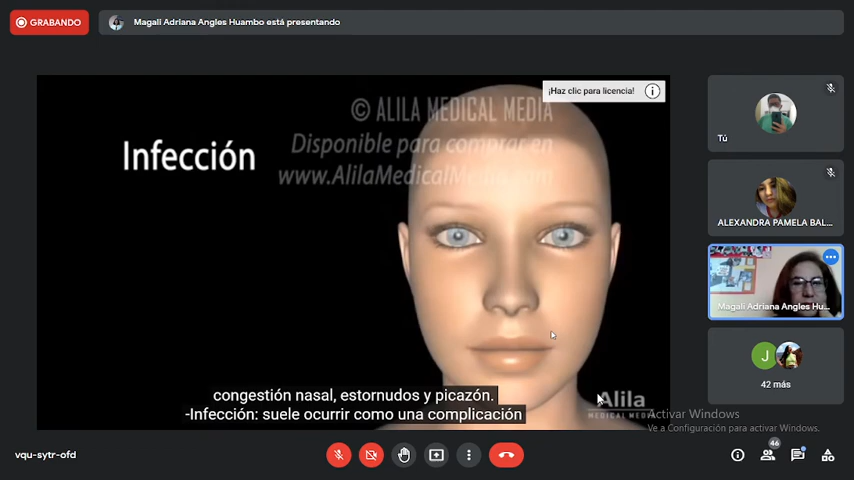 GRABANDO
Magali Adriana Angles Huambo está presentando
¡Haz clic para licencia!
© ALILA MEDICAL MEDIA
Disponible para comprar en
www.AlilaMedicalMedia.com
Infección
Tú
ALEXANDRA PAMELA BAL...
Magali Adriana Angles Hu...
J
42 más
congestión nasal, estornudos y picazón.
-Infección: suele ocurrir como una complicación
Alila
MEDICAL MEDIA
Activar Windows
Ve a Configuración para activar Windows.
vqu-sytr-ofd
46